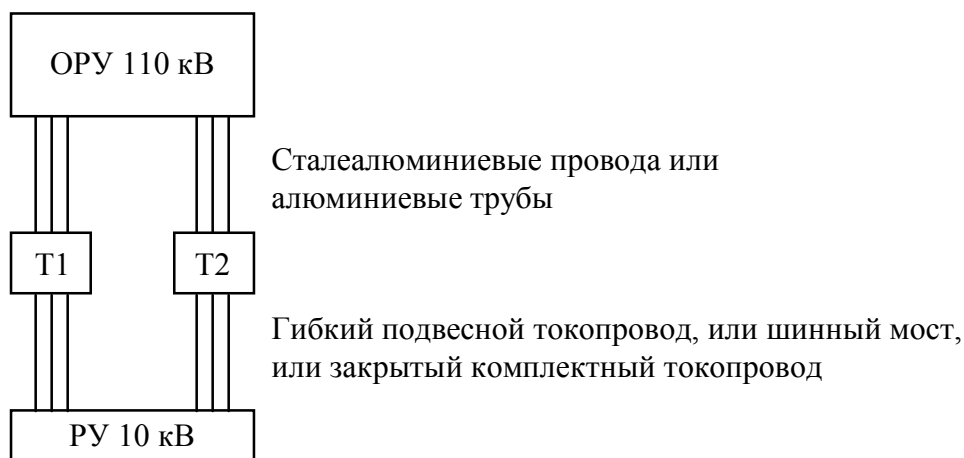 ОРУ 110 кВ
Сталеалюминиевые провода или
алюминиевые трубы
Т1
Т2
Гибкий подвесной токопровод, или шинный мост,
или закрытый комплектный токопровод
РУ 10 кВ